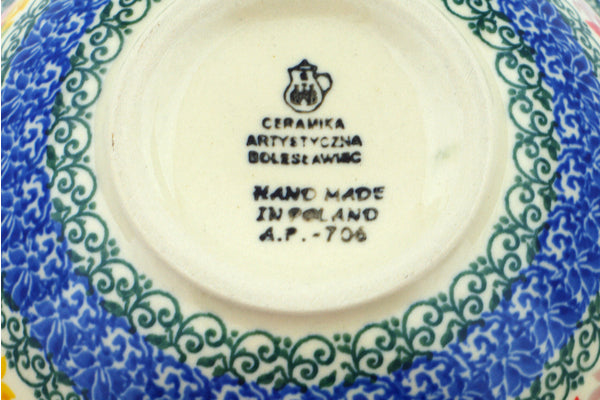 CERAMIKA
ARTYSTYCZNA
BOLESŁAWIEC
HAND MADE
IN POLAND
A.P. -706